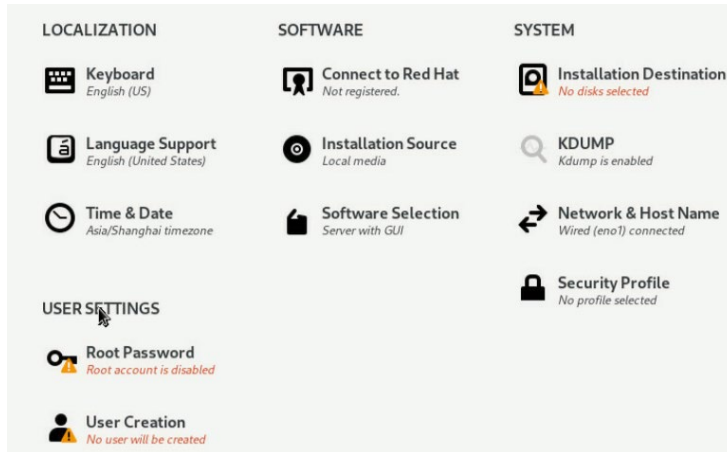 LOCALIZATION
Keyboard
English (US)
Language Support
English (United States)
Time & Date
Asia/Shanghai timezone
USER SETTINGS
Root Password
Root account is disabled
User Creation
No user will be created
SOFTWARE
Connect to Red Hat
Not registered.
Installation Source
Local media
Software Selection
Server with GUI
SYSTEM
Installation Destination
No disks selected
KDUMP
Kdump is enabled
Network & Host Name
Wired (eno1) connected
Security Profile
No profile selected